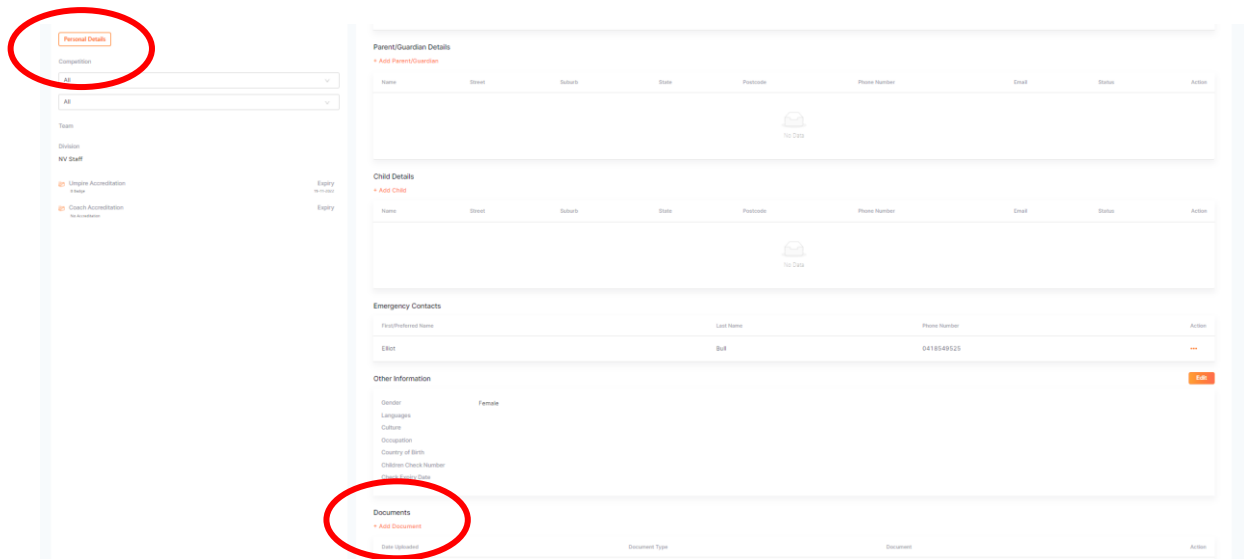 Personal Details
Competition
All
All
Team
Division
NV Staff
Umpire Accreditation Expiry
Coach Accreditation Expiry
No Accreditation
Parent/Guardian Details
+ Add Parent/Guardian
Name Street Suburb State Postcode Phone Number Email Status Action
No Data
Child Details
+ Add Child
Name Street Suburb State Postcode Phone Number Email Status Action
No Data
Emergency Contacts
First/Preferred Name Last Name Phone Number Action
Elliot Bull 0418549525
Other Information Edit
Gender Female
Languages
Culture
Occupation
Country of Birth
Children Check Number
Check Expiry Date
Documents
+ Add Document
Date Uploaded Document Type Document Action